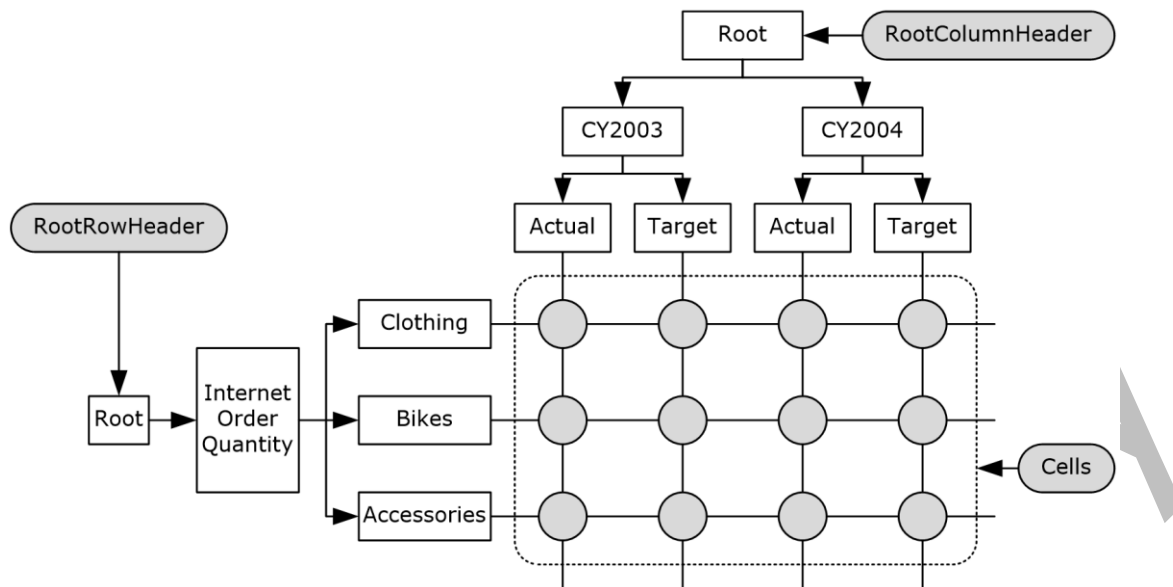 Root
RootColumnHeader
CY2003
CY2004
Actual
Target
Actual
Target
RootRowHeader
Clothing
Root
Internet
Order
Quantity
Bikes
Cells
Accessories